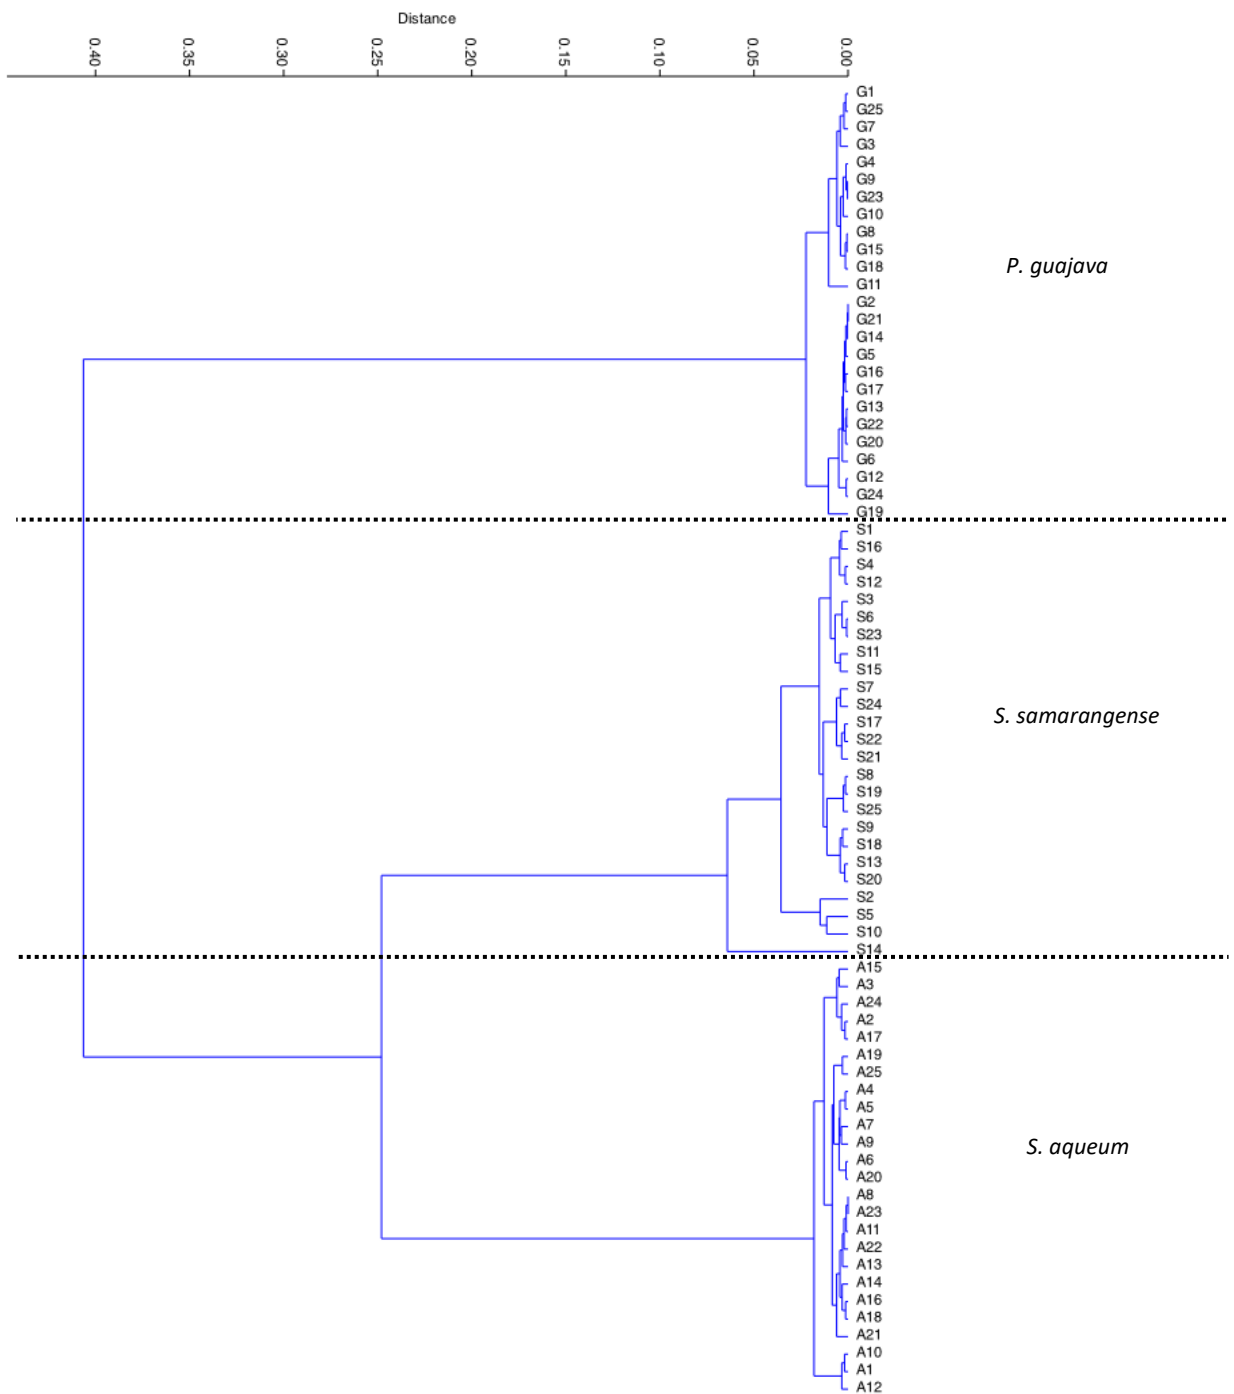 Distance
0.40 0.35 0.30 0.25 0.20 0.15 0.10 0.05 0.00
G1
G25
G7
G3
G4
G9
G23
G10
G8
G15
G18
P. guajava
G11
G2
G21
G14
G5
G16
G17
G13
G22
G20
G6
G12
G24
G19
S1
S16
S4
S12
S3
S6
S23
S11
S15
S7
S24
S. samarangense
S17
S22
S21
S8
S19
S25
S9
S18
S13
S20
S2
S5
S10
S14
A15
A3
A24
A2
A17
A19
A25
A4
A5
A7
A9
S. aqueum
A6
A20
A8
A23
A11
A22
A13
A14
A16
A18
A21
A10
A1
A12